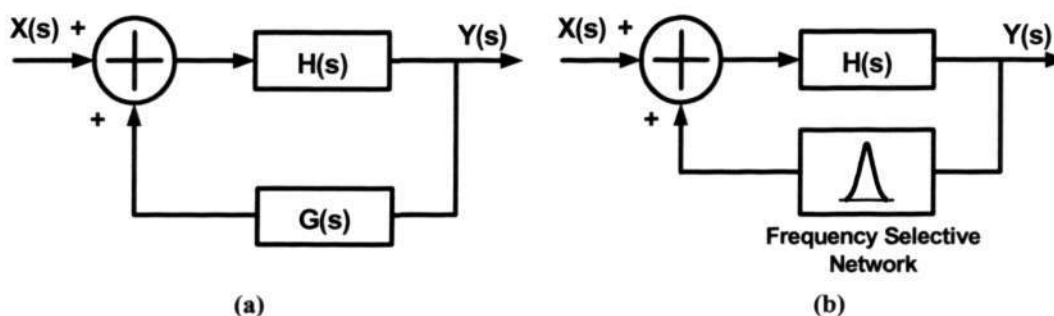 X(s) + H(s) Y(s)
+
G(s)
(a)
X(s) + H(s) Y(s)
+
Frequency Selective
Network
(b)